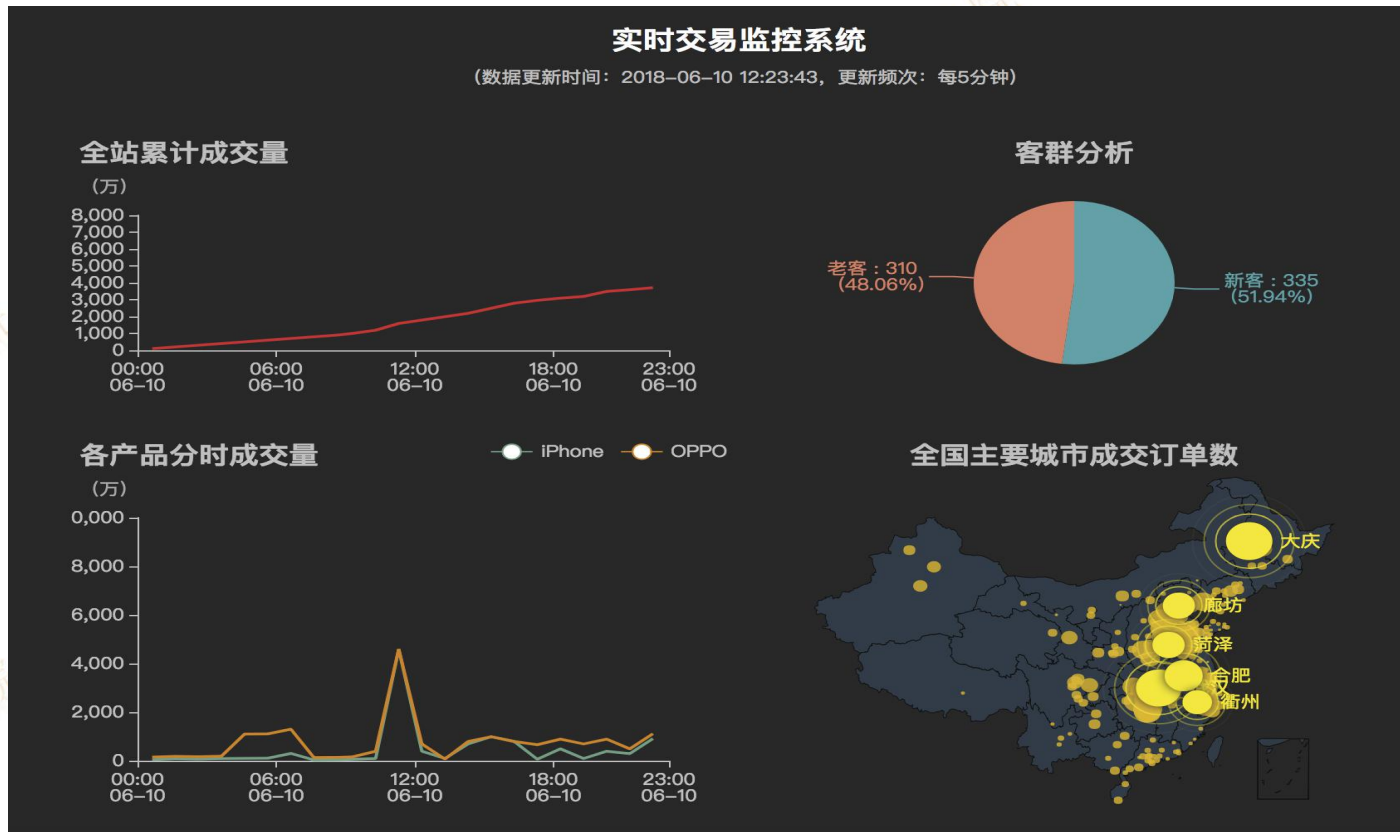 实时交易监控系统
(数据更新时间：2018-06-10 12:23:43，更新频次：每5分钟)
全站累计成交量
(万)
8,000
7,000
6,000
5,000
4,000
3,000
2,000
1,000
0
00:00
06-10
06:00
06-10
12:00
06-10
18:00
06-10
23:00
06-10
客群分析
老客：310
(48.06%)
新客：335
(51.94%)
各产品分时成交量
iPhone
OPPO
(万)
0,000
8,000
6,000
4,000
2,000
0
00:00
06-10
06:00
06-10
12:00
06-10
18:00
06-10
23:00
06-10
全国主要城市成交订单数
大庆
廊坊
菏泽
合肥
衢州